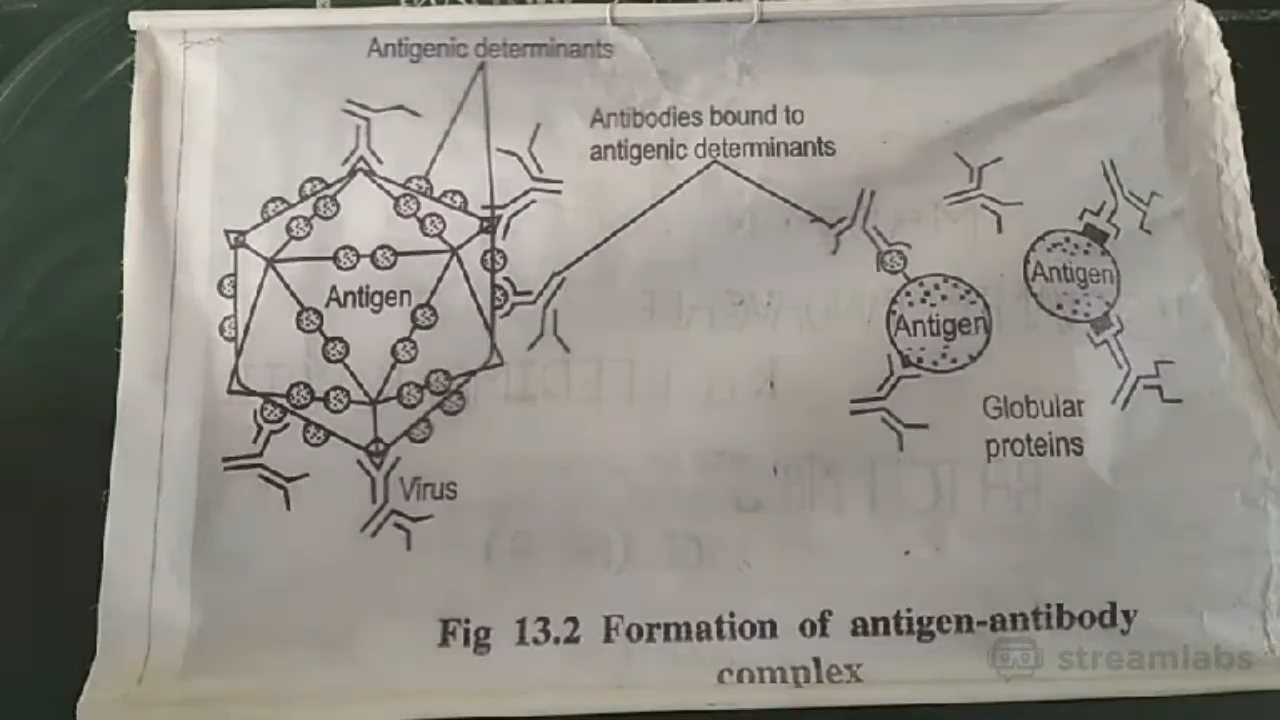 Antigenic determinants
Antibodies bound to
antigenic determinants
Antigen
Antigen
Antigen
Globular
proteins
Virus
Fig 13.2 Formation of antigen-antibody
complex
streamlabs